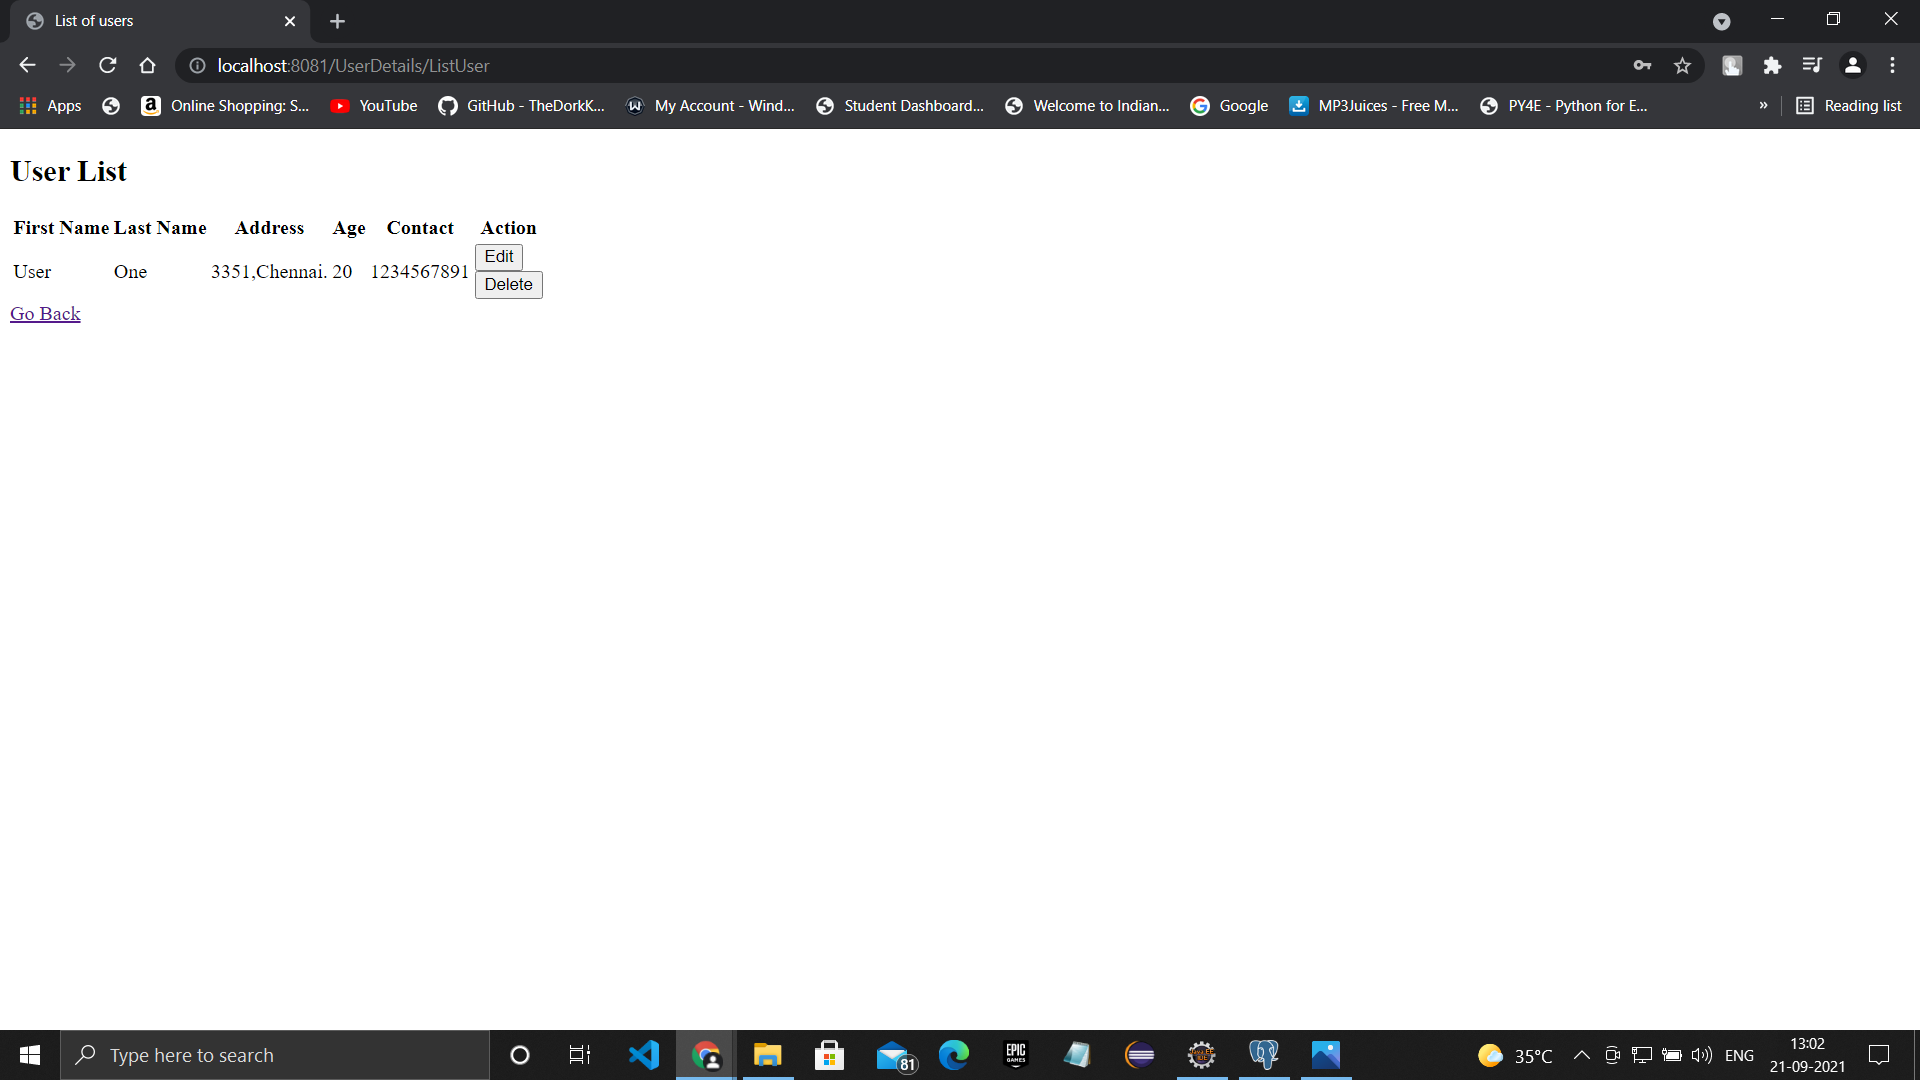 List of users
localhost:8081/UserDetails/ListUser
Apps Online Shopping: S... YouTube GitHub - TheDorkK... My Account - Wind... Student Dashboard... Welcome to Indian... Google MP3Juices - Free M... PY4E - Python for E... » Reading list
User List
First Name Last Name Address Age Contact Action
User One 3351,Chennai. 20 1234567891 Edit
Delete
Go Back
Type here to search 81 EPIC GAMES 35°C ENG 13:02
21-09-2021